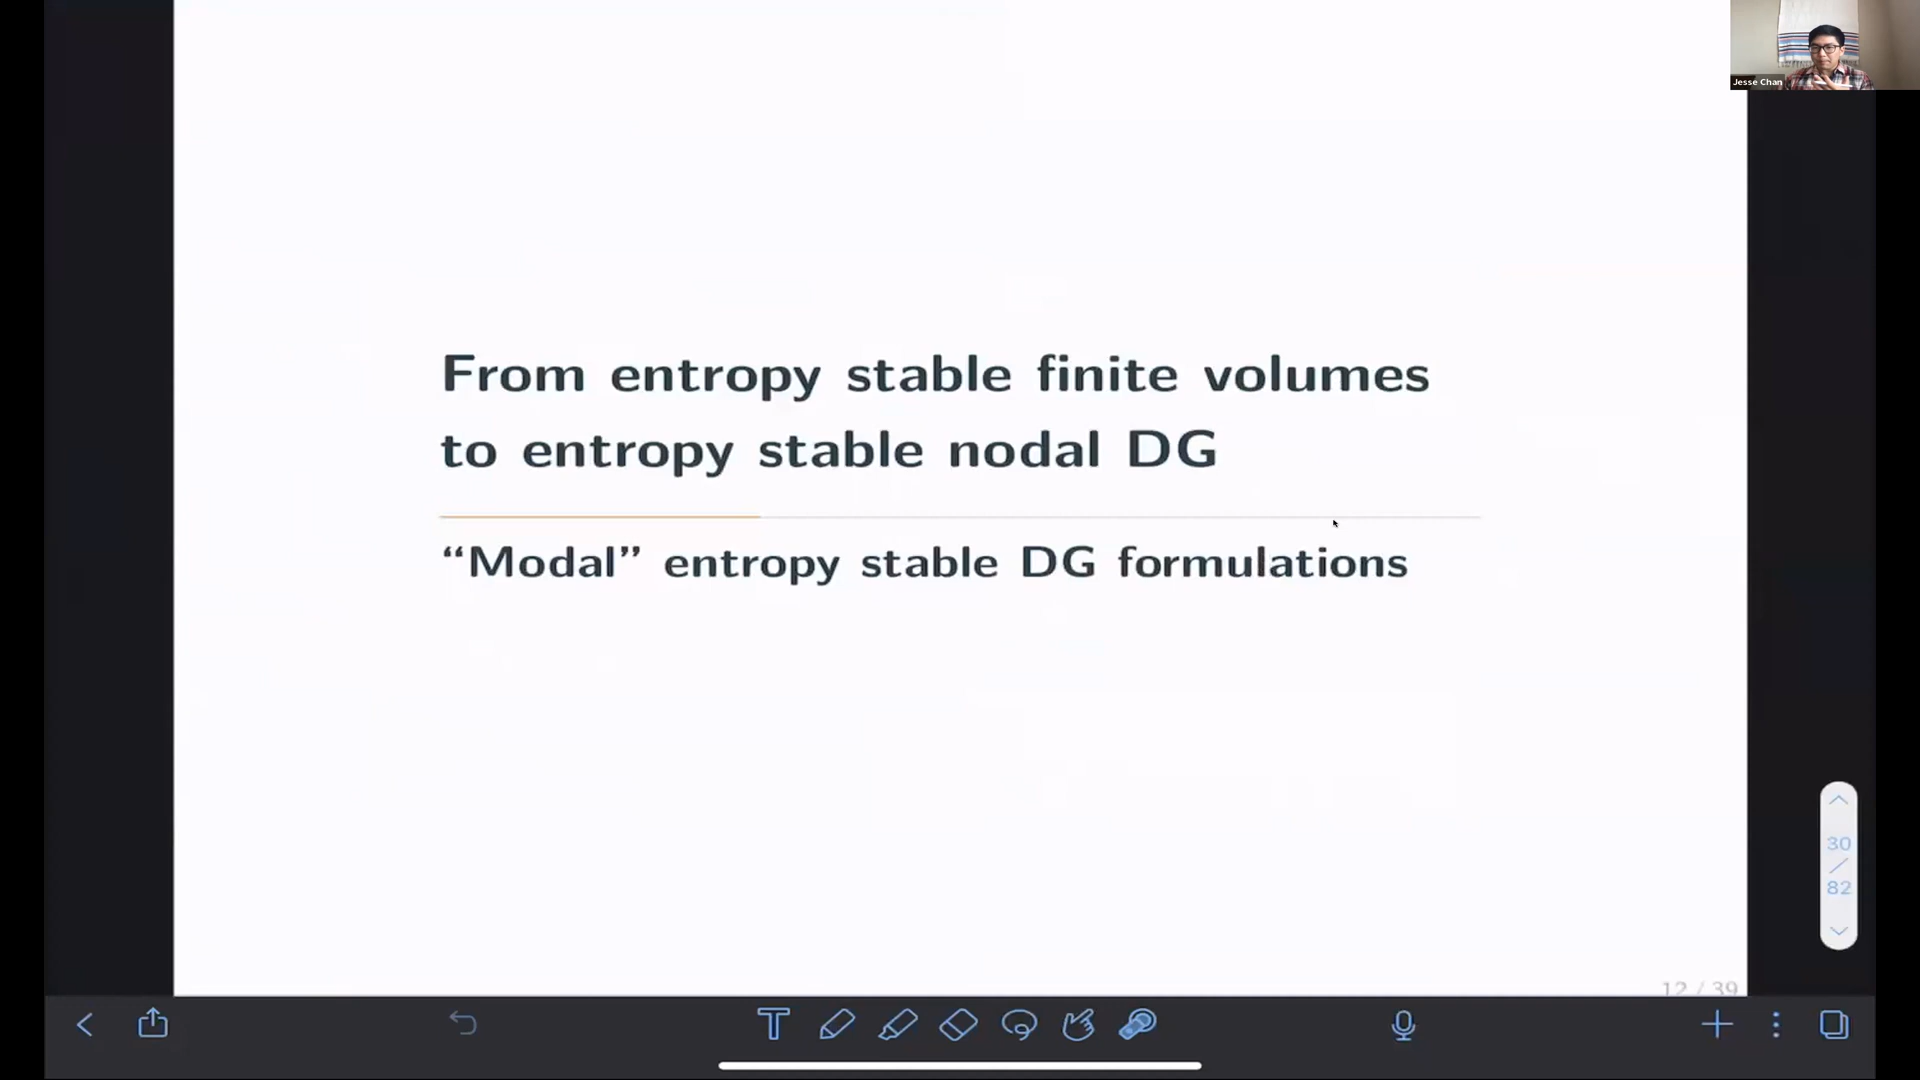 Jesse Chan
From entropy stable finite volumes
to entropy stable nodal DG
“Modal” entropy stable DG formulations
30
/
82
12 / 39
T